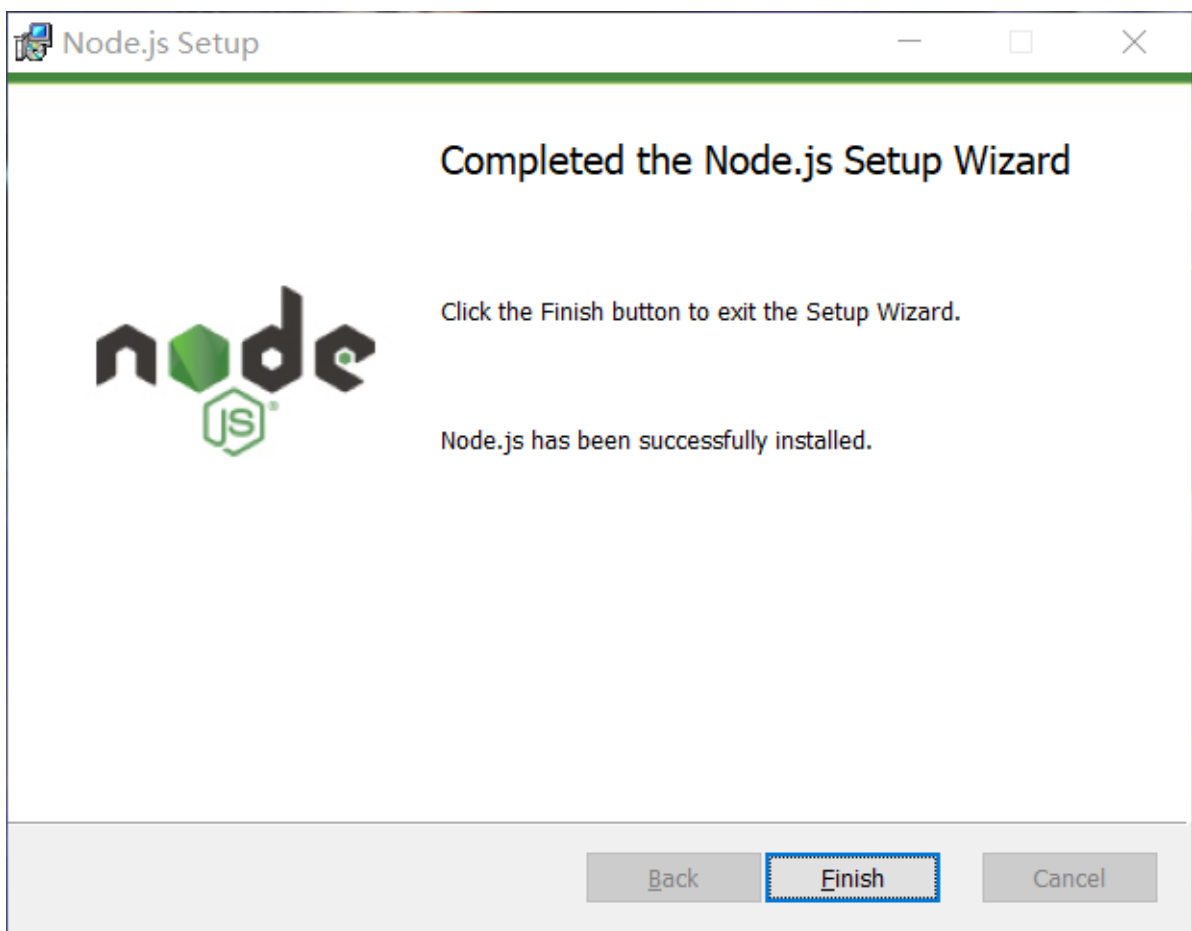 Node.js Setup
Completed the Node.js Setup Wizard
Click the Finish button to exit the Setup Wizard.
node
JS®
Node.js has been successfully installed.
Back Finish Cancel